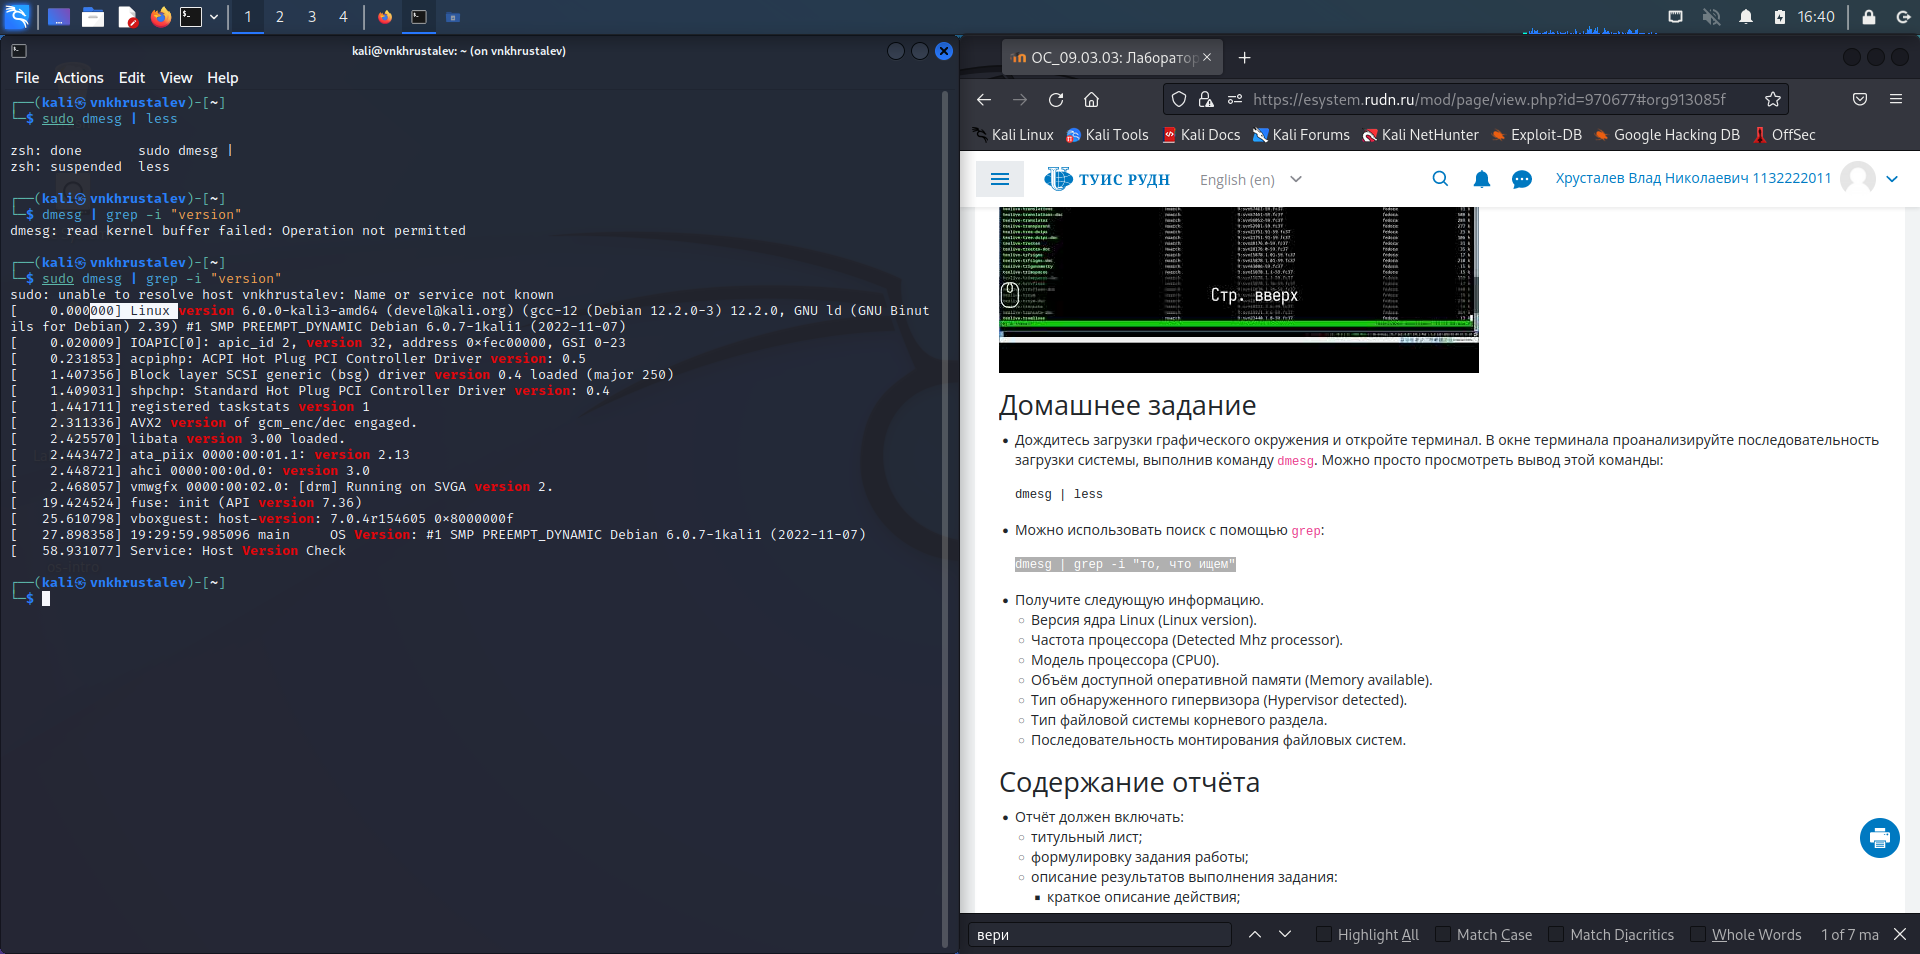 1 2 3 4 16:40
kali@vnkhrustalev: ~ (on vnkhrustalev)
File Actions Edit View Help
┌──(kali㉿vnkhrustalev)-[~]
└─$ sudo dmesg | less
zsh: done       sudo dmesg |
zsh: suspended  less
┌──(kali㉿vnkhrustalev)-[~]
└─$ dmesg | grep -i "version"
dmesg: read kernel buffer failed: Operation not permitted
┌──(kali㉿vnkhrustalev)-[~]
└─$ sudo dmesg | grep -i "version"
sudo: unable to resolve host vnkhrustalev: Name or service not known
[    0.000000] Linux version 6.0.0-kali3-amd64 (devel@kali.org) (gcc-12 (Debian 12.2.0-3) 12.2.0, GNU ld (GNU Binut
ils for Debian) 2.39) #1 SMP PREEMPT_DYNAMIC Debian 6.0.7-1kali1 (2022-11-07)
[    0.020009] IOAPIC[0]: apic_id 2, version 32, address 0xfec00000, GSI 0-23
[    0.231853] acpiphp: ACPI Hot Plug PCI Controller Driver version: 0.5
[    1.407356] Block layer SCSI generic (bsg) driver version 0.4 loaded (major 250)
[    1.409031] shpchp: Standard Hot Plug PCI Controller Driver version: 0.4
[    1.441711] registered taskstats version 1
[    2.311336] AVX2 version of gcm_enc/dec engaged.
[    2.425570] libata version 3.00 loaded.
[    2.443472] ata_piix 0000:00:01.1: version 2.13
[    2.448721] ahci 0000:00:0d.0: version 3.0
[    2.468057] vmwgfx 0000:00:02.0: [drm] Running on SVGA version 2.
[   19.424524] fuse: init (API version 7.36)
[   25.610798] vboxguest: host-version: 7.0.4r154605 0x8000000f
[   27.898358] 19:29:59.985096 main     OS Version: #1 SMP PREEMPT_DYNAMIC Debian 6.0.7-1kali1 (2022-11-07)
[   58.931077] Service: Host Version Check
┌──(kali㉿vnkhrustalev)-[~]
└─$
ОС_09.03.03: Лаборатор
https://esystem.rudn.ru/mod/page/view.php?id=970677#org913085f
Kali Linux Kali Tools Kali Docs Kali Forums Kali NetHunter Exploit-DB Google Hacking DB OffSec
ТУИС РУДН English (en) Хрусталев Влад Николаевич 1132222011
Стр. вверх
Домашнее задание
• Дождитесь загрузки графического окружения и откройте терминал. В окне терминала проанализируйте последовательность
загрузки системы, выполнив команду dmesg. Можно просто просмотреть вывод этой команды:
dmesg | less
• Можно использовать поиск с помощью grep:
dmesg | grep -i "то, что ищем"
• Получите следующую информацию.
○ Версия ядра Linux (Linux version).
○ Частота процессора (Detected Mhz processor).
○ Модель процессора (CPU0).
○ Объём доступной оперативной памяти (Memory available).
○ Тип обнаруженного гипервизора (Hypervisor detected).
○ Тип файловой системы корневого раздела.
○ Последовательность монтирования файловых систем.
Содержание отчёта
• Отчёт должен включать:
○ титульный лист;
○ формулировку задания работы;
○ описание результатов выполнения задания:
▪ краткое описание действия;
вери Highlight All Match Case Match Diacritics Whole Words 1 of 7 ma